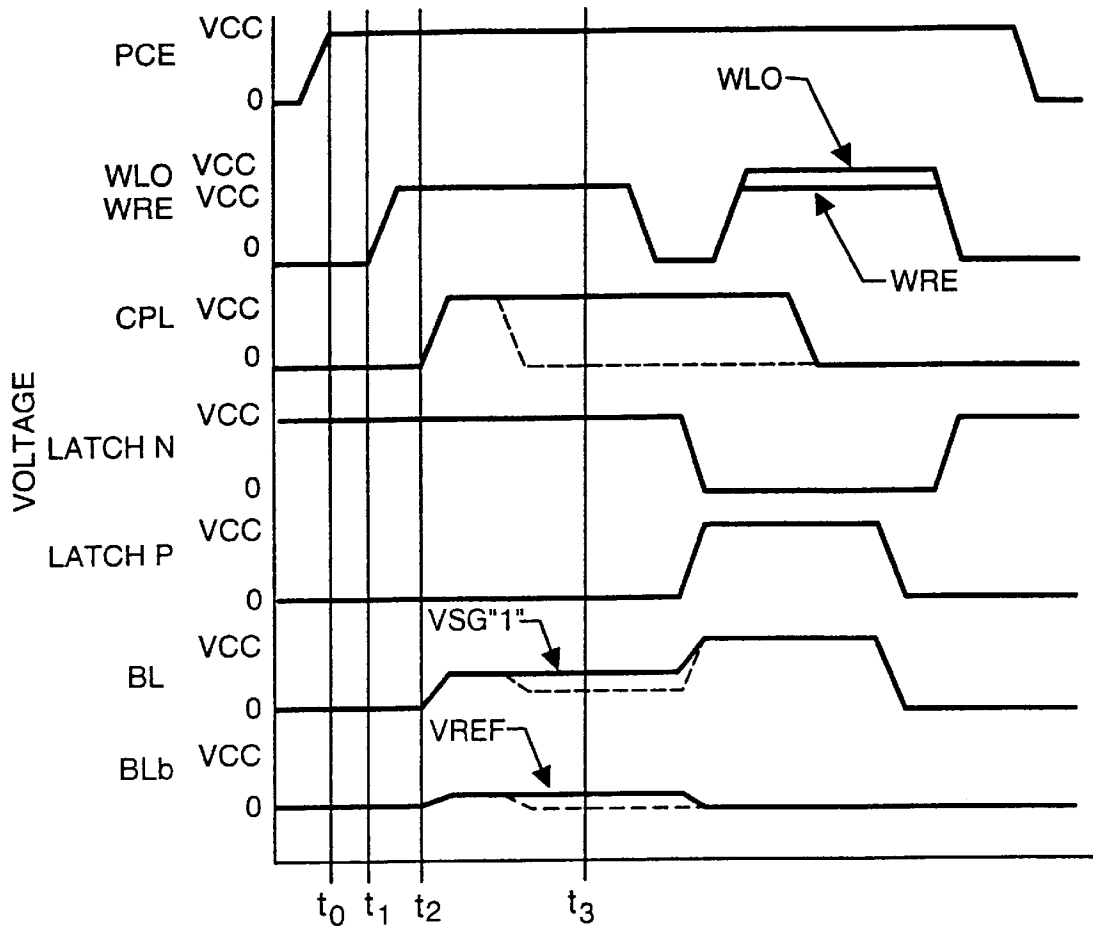 VOLTAGE
PCE
VCC
0
WLO
WRE
VCC
VCC
0
WLO
WRE
CPL
VCC
0
LATCH N
VCC
0
LATCH P
VCC
0
BL
VCC
0
VSG"1"
BLb
VCC
0
VREF
t0 t1 t2 t3